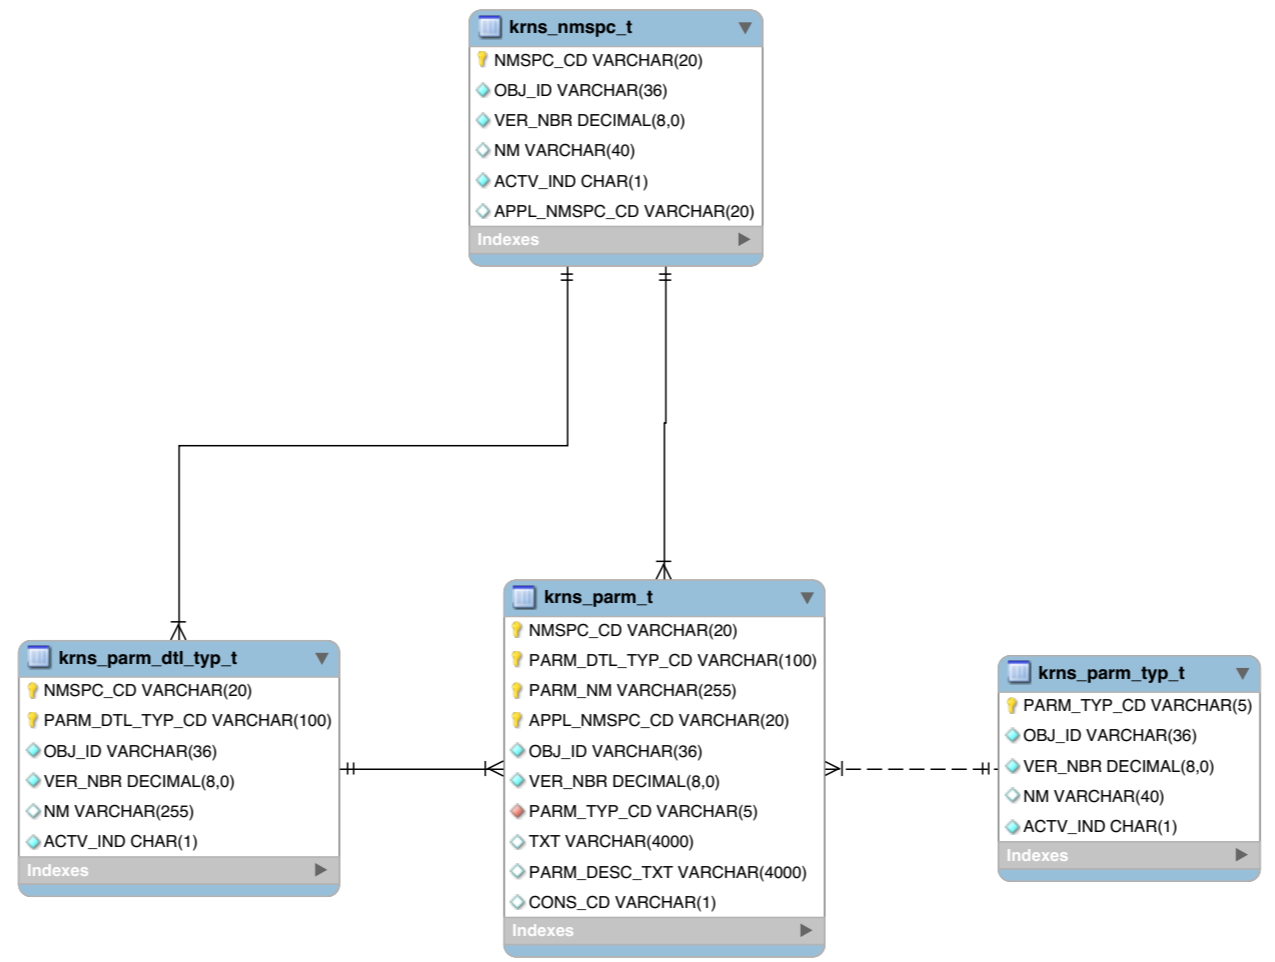 krns_nmspc_t
NMSPC_CD VARCHAR(20)
OBJ_ID VARCHAR(36)
VER_NBR DECIMAL(8,0)
NM VARCHAR(40)
ACTV_IND CHAR(1)
APPL_NMSPC_CD VARCHAR(20)
Indexes
krns_parm_dtl_typ_t
NMSPC_CD VARCHAR(20)
PARM_DTL_TYP_CD VARCHAR(100)
OBJ_ID VARCHAR(36)
VER_NBR DECIMAL(8,0)
NM VARCHAR(255)
ACTV_IND CHAR(1)
Indexes
krns_parm_t
NMSPC_CD VARCHAR(20)
PARM_DTL_TYP_CD VARCHAR(100)
PARM_NM VARCHAR(255)
APPL_NMSPC_CD VARCHAR(20)
OBJ_ID VARCHAR(36)
VER_NBR DECIMAL(8,0)
PARM_TYP_CD VARCHAR(5)
TXT VARCHAR(4000)
PARM_DESC_TXT VARCHAR(4000)
CONS_CD VARCHAR(1)
Indexes
krns_parm_typ_t
PARM_TYP_CD VARCHAR(5)
OBJ_ID VARCHAR(36)
VER_NBR DECIMAL(8,0)
NM VARCHAR(40)
ACTV_IND CHAR(1)
Indexes